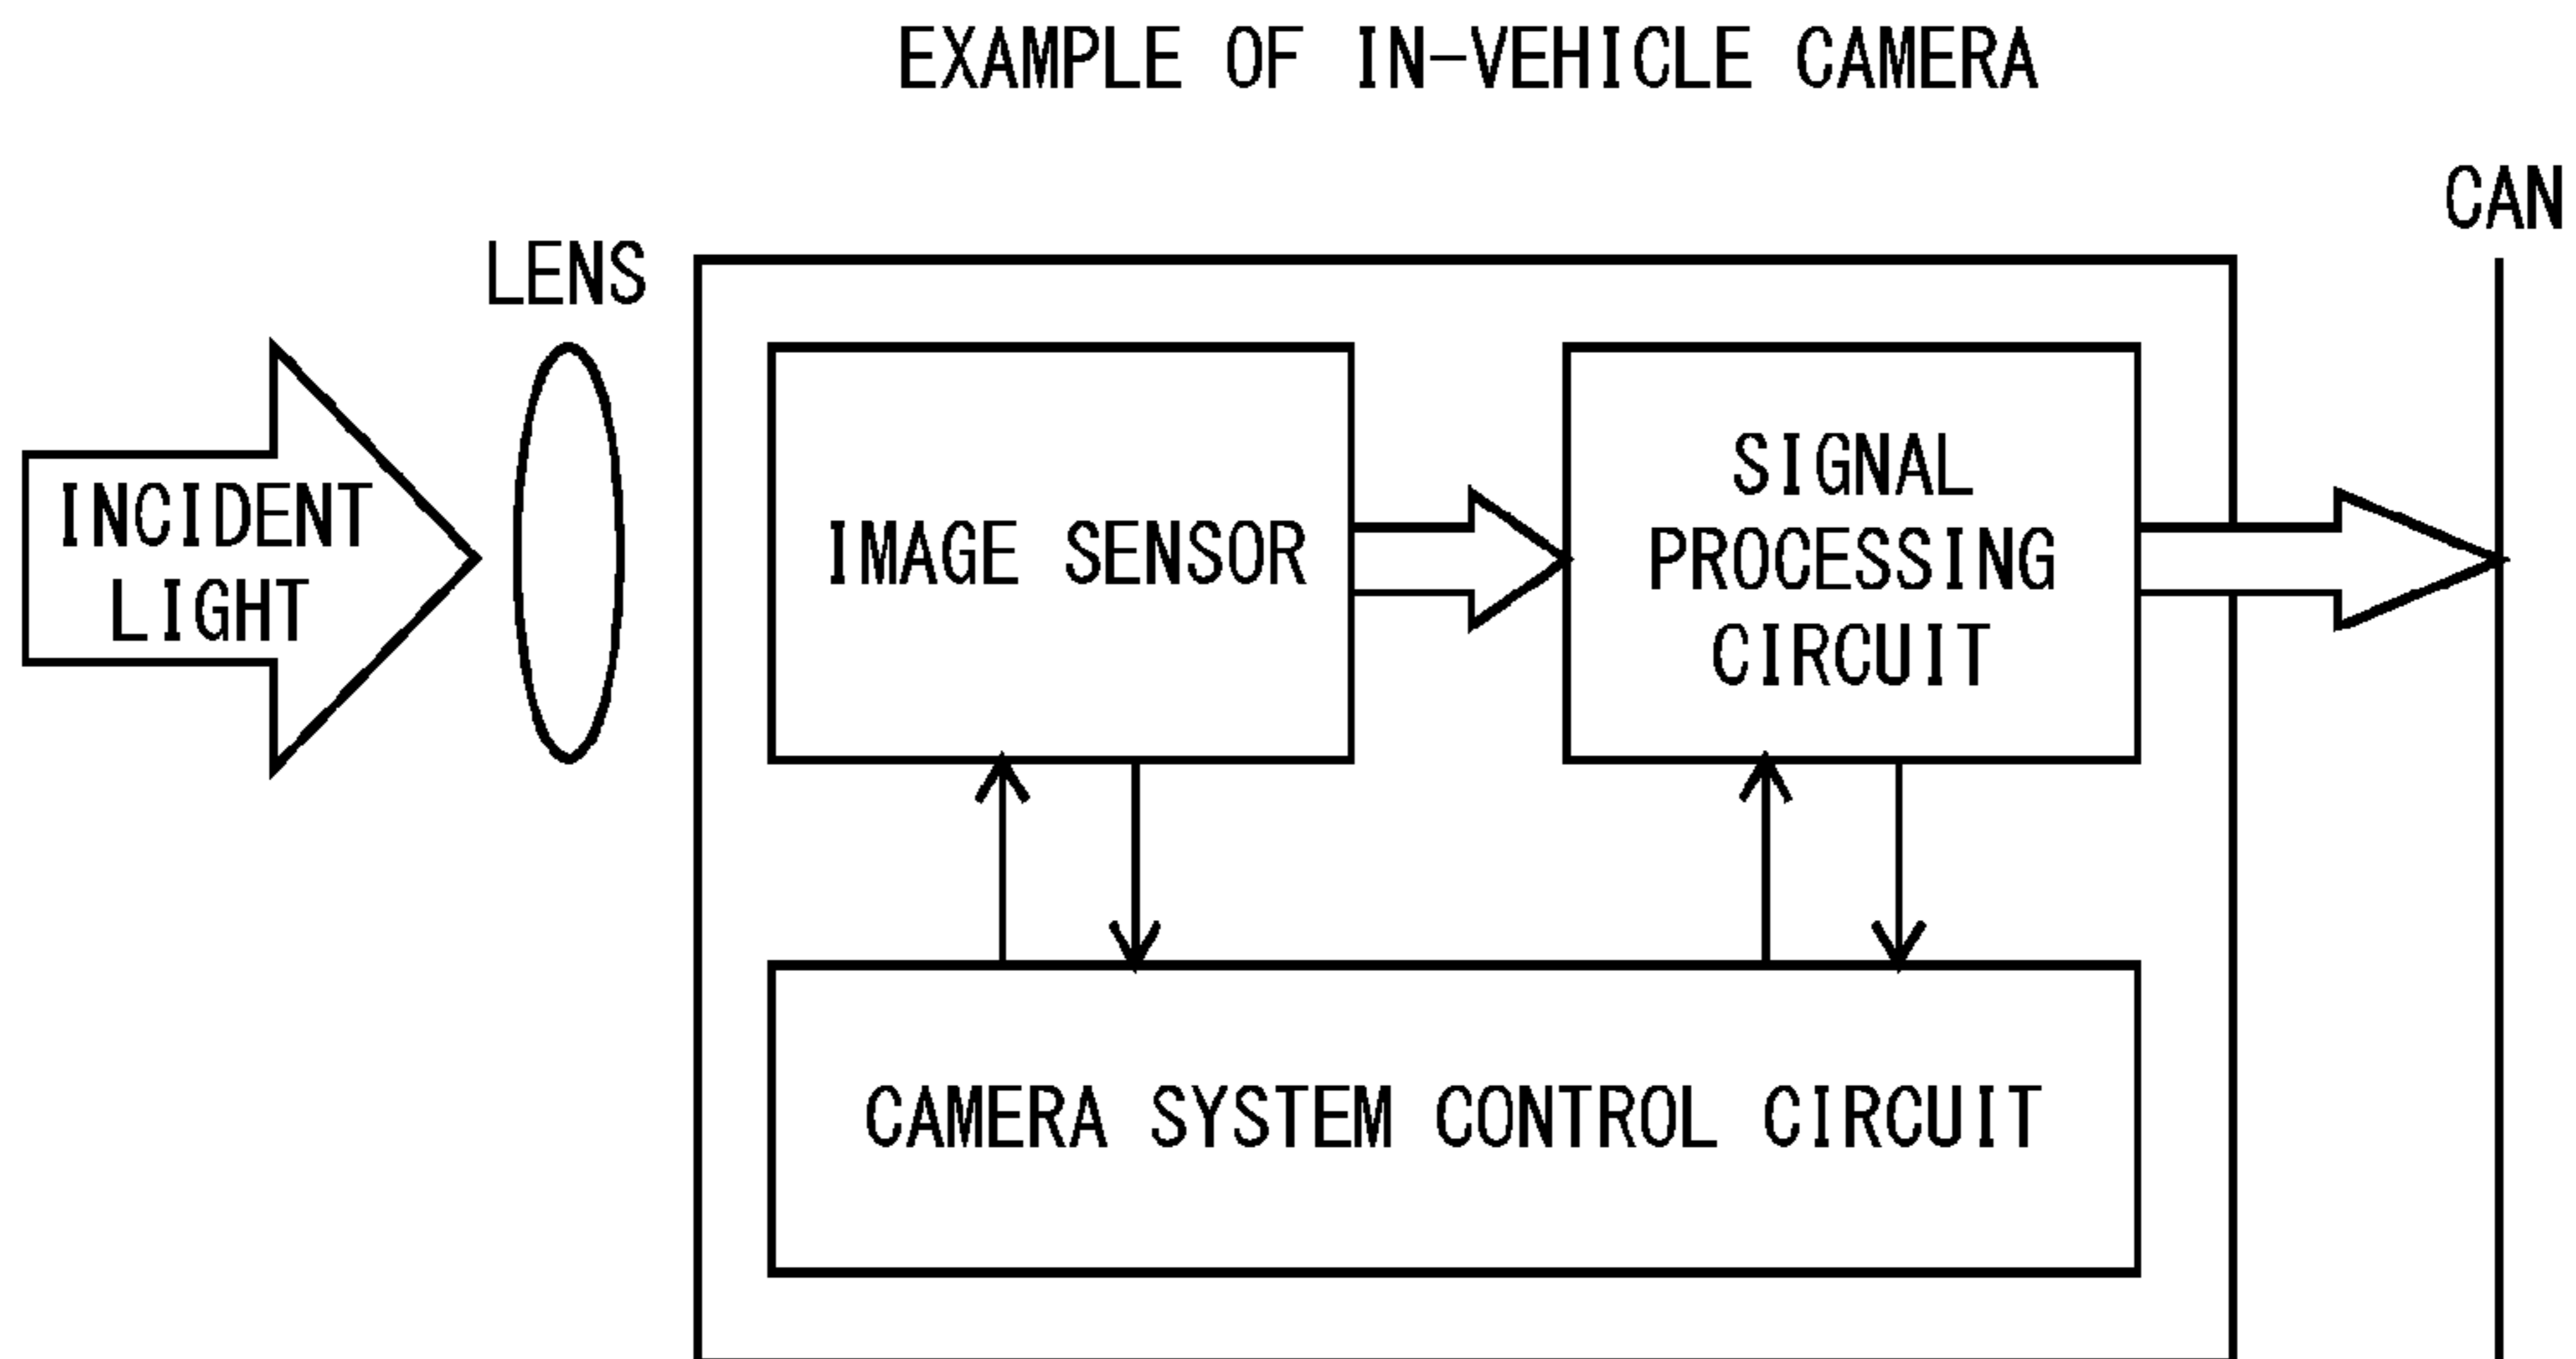 EXAMPLE OF IN-VEHICLE CAMERA
CAN
LENS
INCIDENT
LIGHT
IMAGE SENSOR
SIGNAL
PROCESSING
CIRCUIT
CAMERA SYSTEM CONTROL CIRCUIT